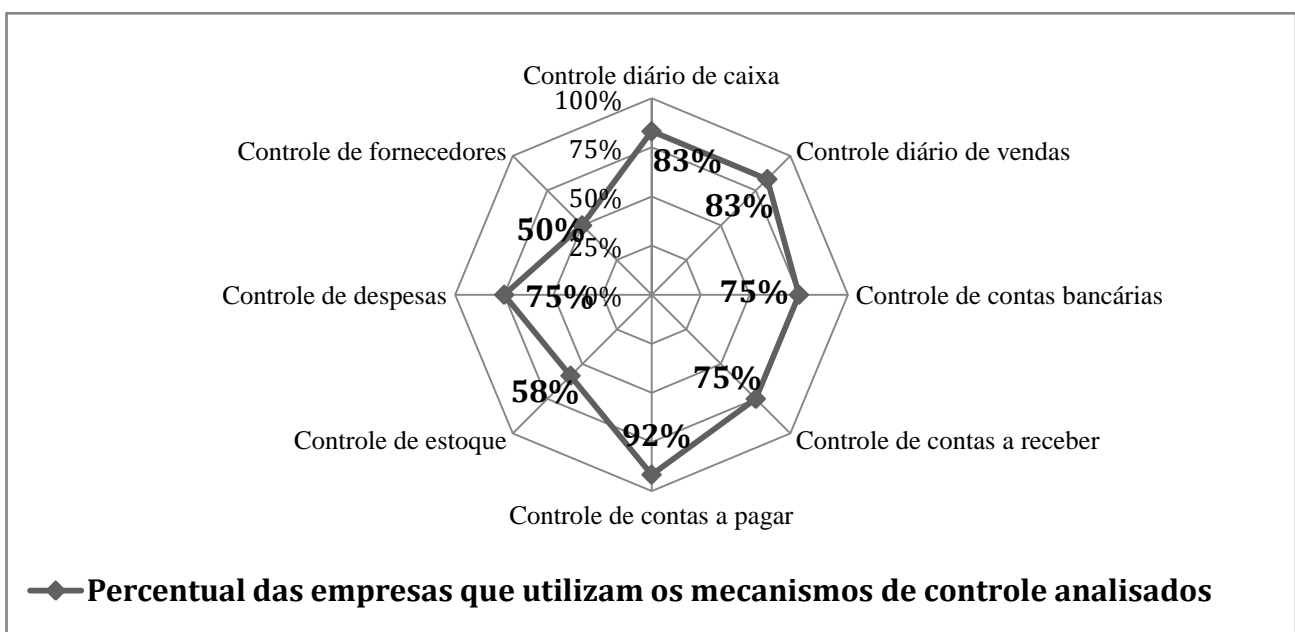 Controle diário de caixa
100%
Controle de fornecedores
75%
83%
Controle diário de vendas
50%
83%
50%
25%
Controle de despesas
75%
0%
75%
Controle de contas bancárias
58%
75%
Controle de estoque
92%
Controle de contas a receber
Controle de contas a pagar
Percentual das empresas que utilizam os mecanismos de controle analisados